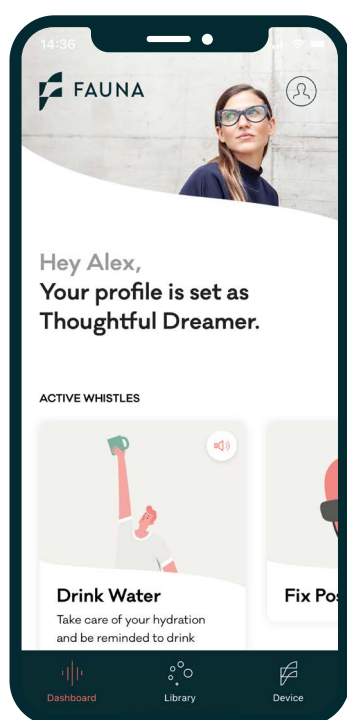 14:36
FAUNA
Hey Alex,
Your profile is set as
Thoughtful Dreamer.
ACTIVE WHISTLES
Drink Water
Take care of your hydration
and be reminded to drink
Fix Pos
Dashboard
Library
Device